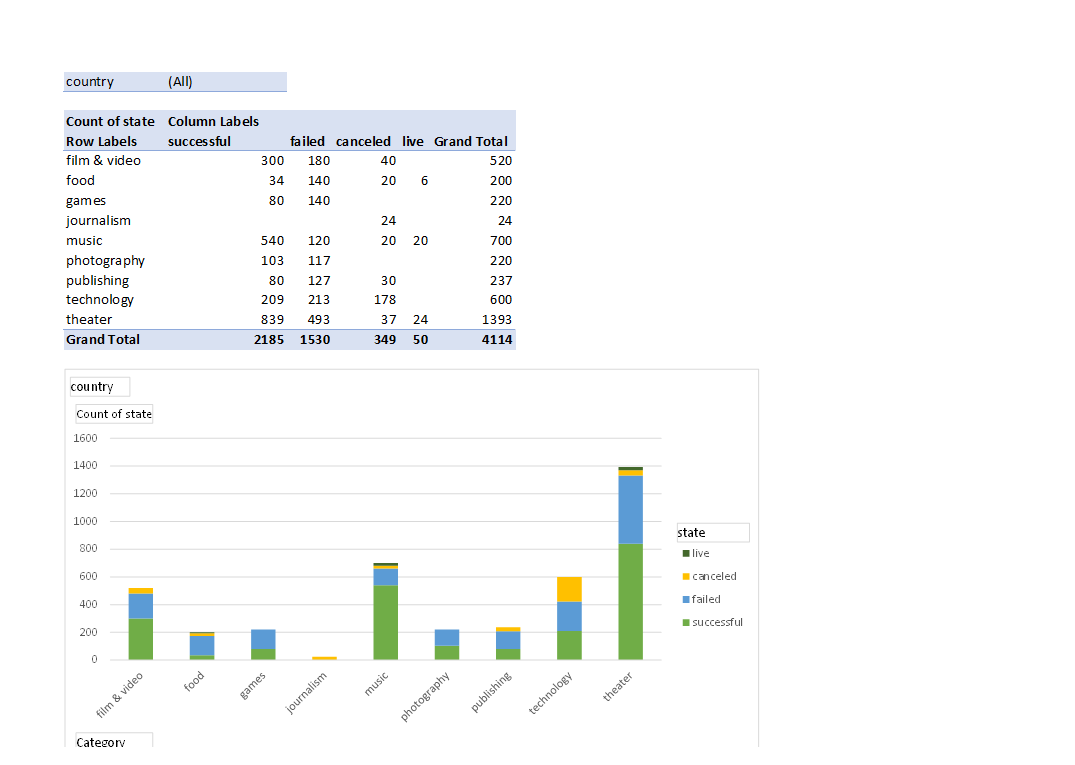 country (All)
Count of state Column Labels
Row Labels successful failed canceled live Grand Total
film & video 300 180 40 520
food 34 140 20 6 200
games 80 140 220
journalism 24 24
music 540 120 20 20 700
photography 103 117 220
publishing 80 127 30 237
technology 209 213 178 600
theater 839 493 37 24 1393
Grand Total 2185 1530 349 50 4114
country
Count of state
1600
1400
1200
1000
800
600
400
200
0
film & video
food
games
journalism
music
photography
publishing
technology
theater
state
live
canceled
failed
successful
Category